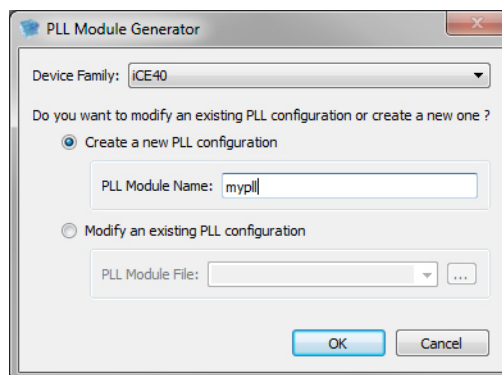 PLL Module Generator
Device Family: iCE40
Do you want to modify an existing PLL configuration or create a new one ?
Create a new PLL configuration
PLL Module Name: mypll
Modify an existing PLL configuration
PLL Module File: ...
OK Cancel